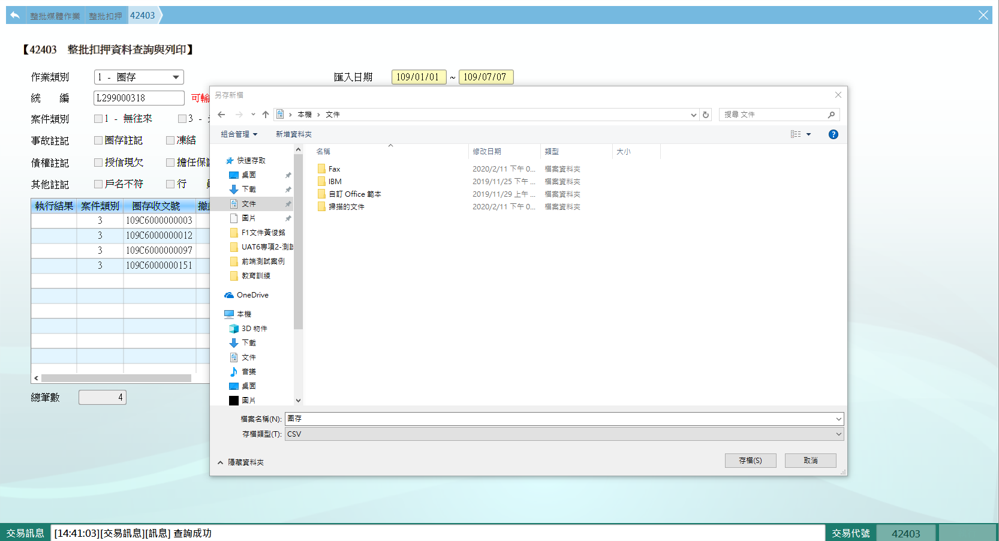 整批媒體作業 整批扣押 42403
【42403 整批扣押資料查詢與列印】
作業類別 1 - 圈存 匯入日期 109/01/01 ~ 109/07/07
統 編 L299000318 可輸
案件類別 1 - 無往來 3 -
事故註記 圈存註記 凍結
債權註記 授信現欠 擔任保
其他註記 戶名不符 行
執行結果 案件類別 圈存收文號 撤
3 109C6000000003
3 109C6000000012
3 109C6000000097
3 109C6000000151
總筆數 4
另存新檔
本機 › 文件 搜尋 文件
組合管理 新增資料夾
快速存取
桌面
下載
文件
圖片
F1文件黃俊銘
UAT6專項2-測試
前端測試案例
教育訓練
OneDrive
本機
3D 物件
下載
文件
音樂
桌面
圖片
名稱 修改日期 類型 大小
Fax 2020/2/11 下午 0... 檔案資料夾
IBM 2019/11/25 下午 ... 檔案資料夾
自訂 Office 範本 2019/11/29 上午 ... 檔案資料夾
掃描的文件 2020/2/11 下午 0... 檔案資料夾
檔案名稱(N): 圈存
存檔類型(T): CSV
隱藏資料夾 存檔(S) 取消
交易訊息 [14:41:03][交易訊息][訊息] 查詢成功 交易代號 42403